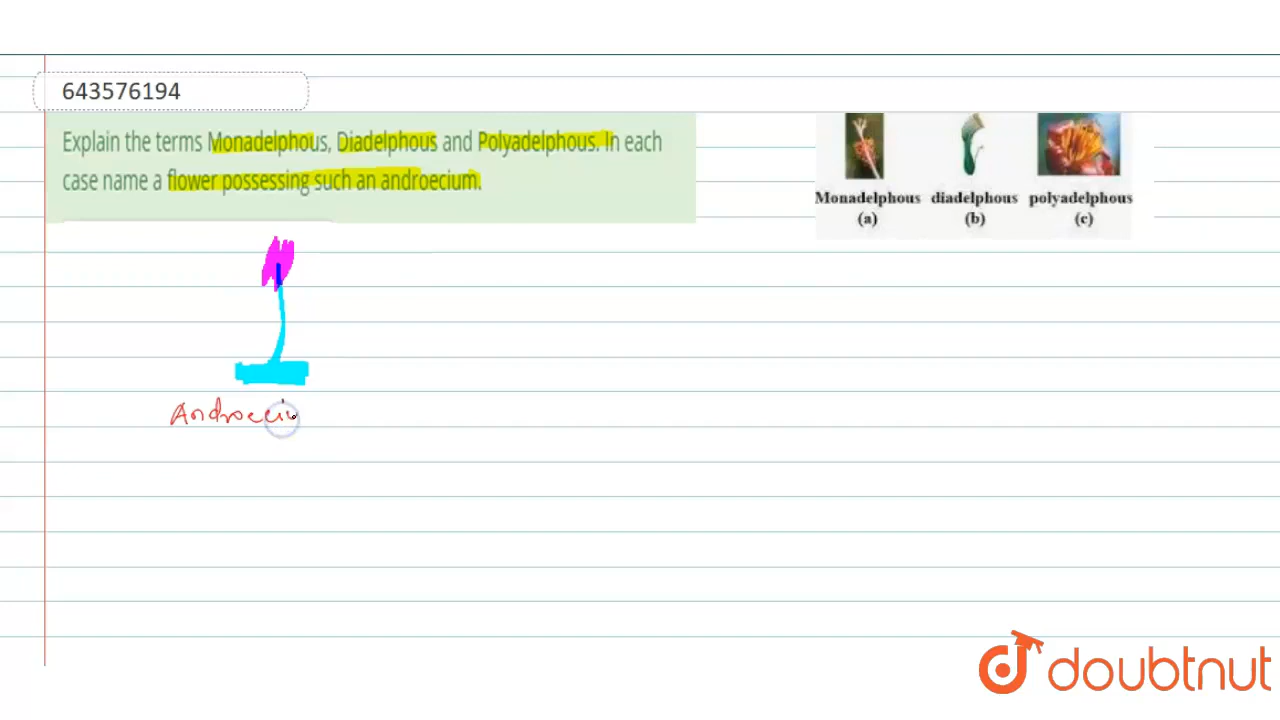 643576194
Explain the terms Monadelphous, Diadelphous and Polyadelphous. In each
case name a flower possessing such an androecium.
Monadelphous diadelphous polyadelphous
(a) (b) (c)
Androeciu
doubtnut